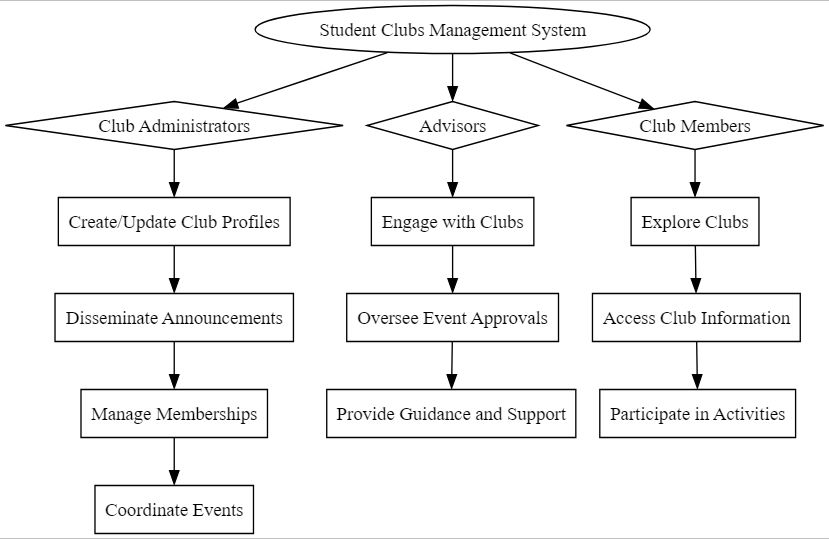 Student Clubs Management System
Club Administrators
Advisors
Club Members
Create/Update Club Profiles
Engage with Clubs
Explore Clubs
Disseminate Announcements
Oversee Event Approvals
Access Club Information
Manage Memberships
Provide Guidance and Support
Participate in Activities
Coordinate Events